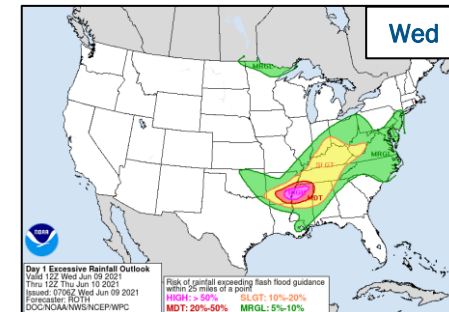 Wed
MRGL
SLGT
MRGL
MDT
NOAA
Day 1 Excessive Rainfall Outlook
Valid 12Z Wed Jun 09 2021
Thru 12Z Thu Jun 10 2021
Issued: 0706Z Wed Jun 09 2021
Forecaster: ROTH
DOC/NOAA/NWS/NCEP/WPC
Risk of rainfall exceeding flash flood guidance
within 25 miles of a point
HIGH: > 50% SLGT: 10%-20%
MDT: 20%-50% MRGL: 5%-10%